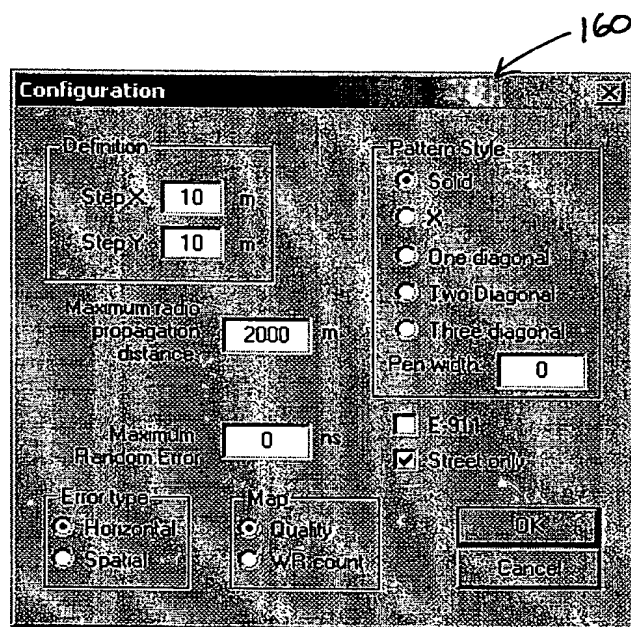 160
Configuration
Definition
Step X 10 m
Step Y 10 m
Maximum radio
propagation
distance 2000 m
Maximum
Random Error 0 ns
Error type
Horizontal
Spatial
Map
Quality
WR count
Pattern Style
Solid
X
One diagonal
Two Diagonal
Three diagonal
Pen width 0
E-911
Street only
OK
Cancel